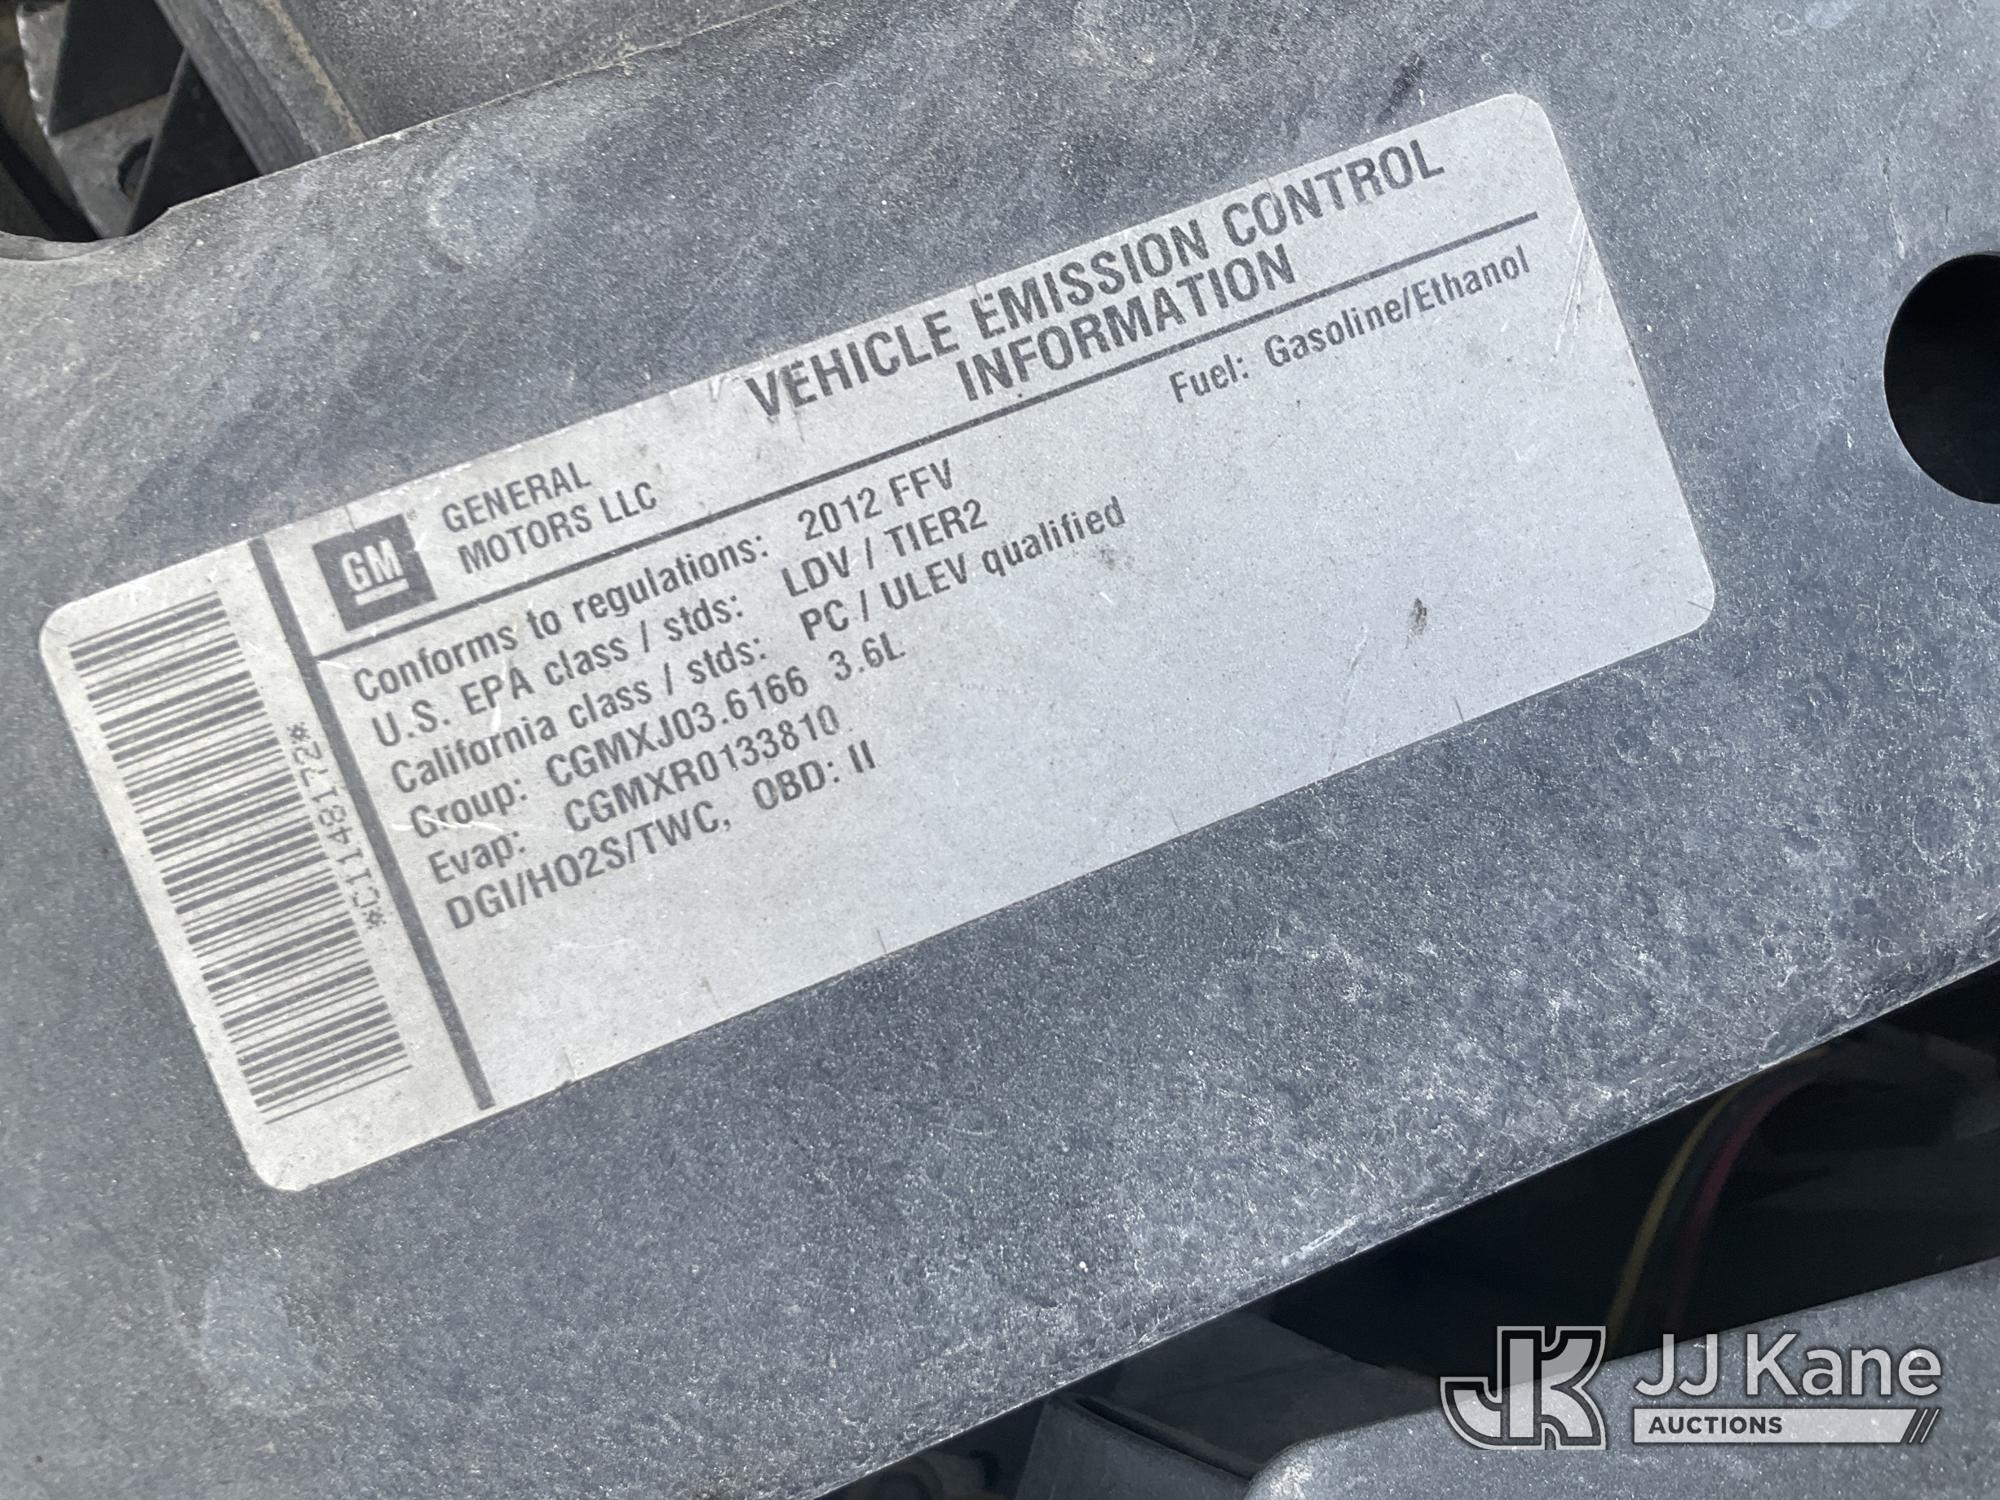 GM
GENERAL
MOTORS LLC
VEHICLE EMISSION CONTROL
INFORMATION
Conforms to regulations: 2012 FFV
Fuel: Gasoline/Ethanol
U.S. EPA class / stds: LDV / TIER2
California class / stds: PC / ULEV qualified
Group: CGMXJ03.6166 3.6L
Evap: CGMXR0133810
DGI/HO2S/TWC, OBD: II
JK JJ Kane
AUCTIONS